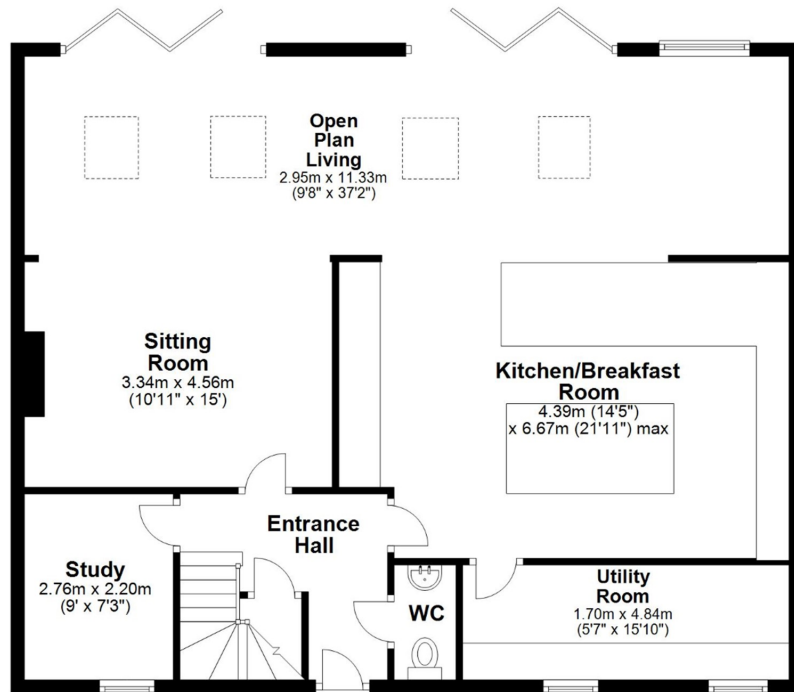 Open
Plan
Living
2.95m x 11.33m
(9'8" x 37'2")
Sitting
Room
3.34m x 4.56m
(10'11" x 15')
Kitchen/Breakfast
Room
4.39m (14'5")
x 6.67m (21'11") max
Entrance
Hall
Study
2.76m x 2.20m
(9' x 7'3")
WC
Utility
Room
1.70m x 4.84m
(5'7" x 15'10")